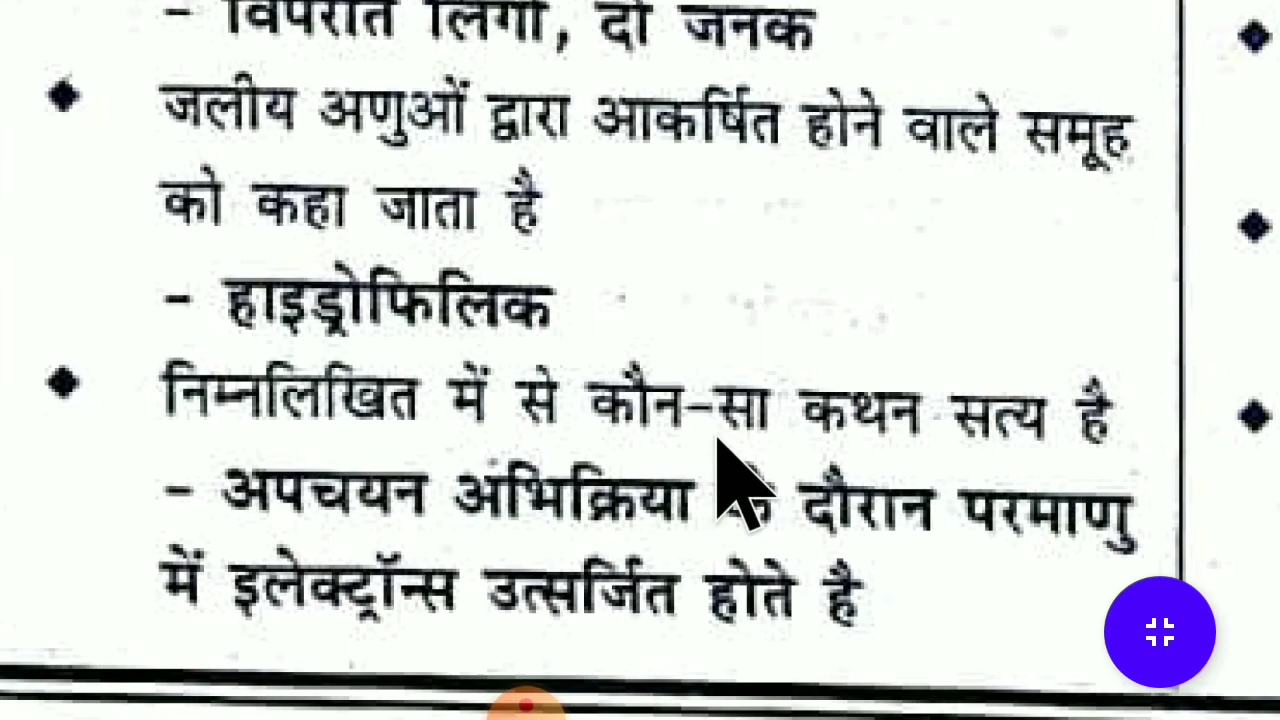 - विपरीत लिंगी, दो जनक
जलीय अणुओं द्वारा आकर्षित होने वाले समूह
को कहा जाता है
- हाइड्रोफिलिक
निम्नलिखित में से कौन-सा कथन सत्य है
- अपचयन अभिक्रिया के दौरान परमाणु
में इलेक्ट्रॉन्स उत्सर्जित होते है